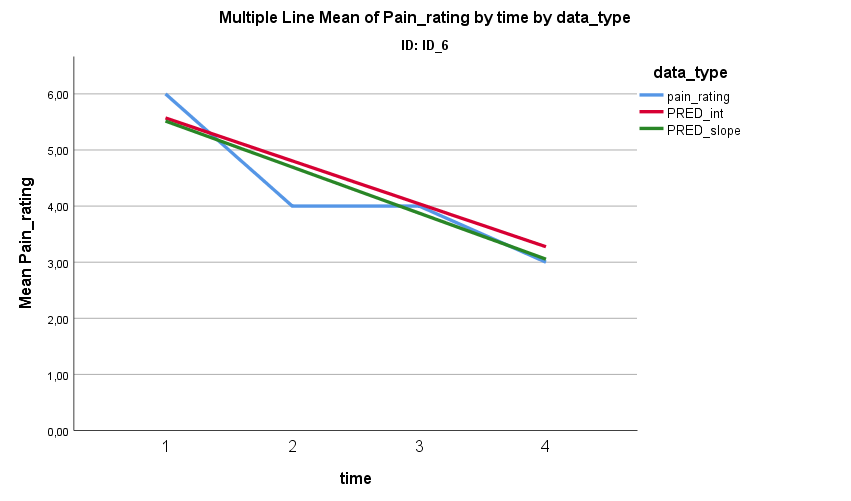 Multiple Line Mean of Pain_rating by time by data_type
ID: ID_6
data_type
pain_rating
PRED_int
PRED_slope
Mean Pain_rating
6,00
5,00
4,00
3,00
2,00
1,00
0,00
1 2 3 4
time